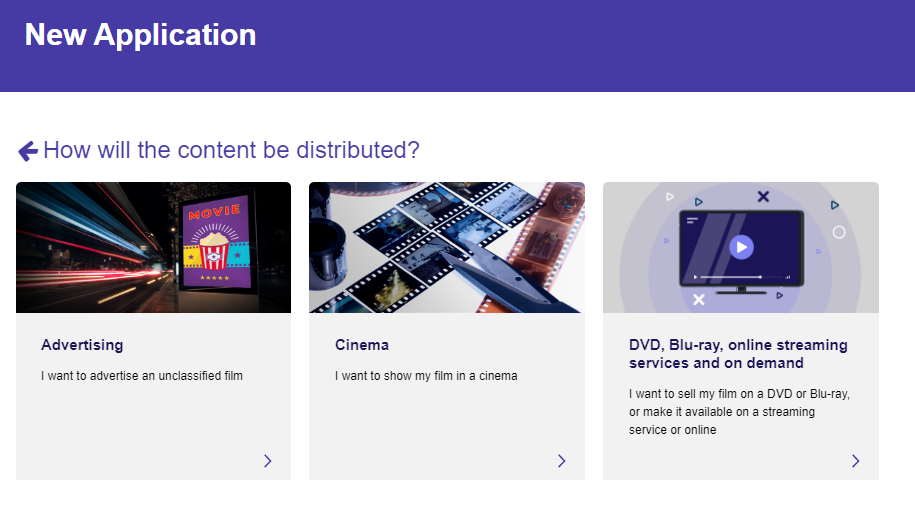 New Application
How will the content be distributed?
MOVIE
Advertising
I want to advertise an unclassified film
Cinema
I want to show my film in a cinema
DVD, Blu-ray, online streaming
services and on demand
I want to sell my film on a DVD or Blu-ray,
or make it available on a streaming
service or online